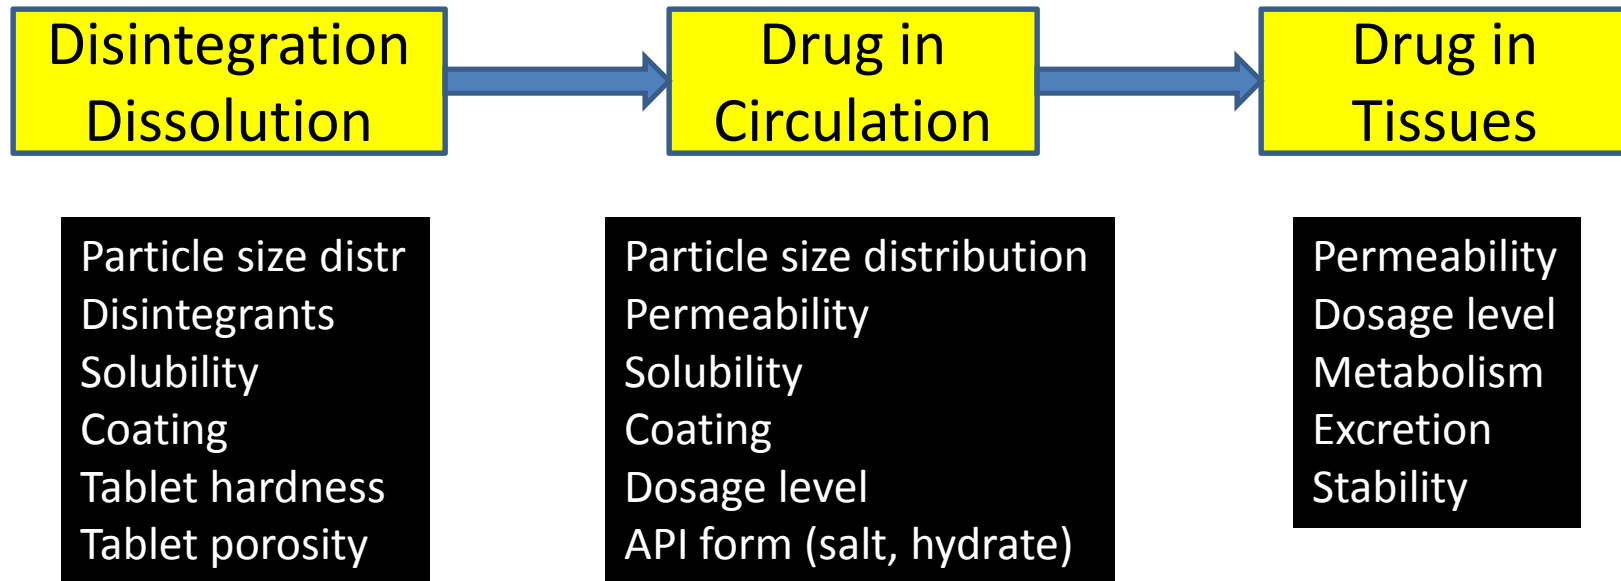 Disintegration
Dissolution
Drug in
Circulation
Drug in
Tissues
Particle size distr
Disintegrants
Solubility
Coating
Tablet hardness
Tablet porosity
Particle size distribution
Permeability
Solubility
Coating
Dosage level
API form (salt, hydrate)
Permeability
Dosage level
Metabolism
Excretion
Stability